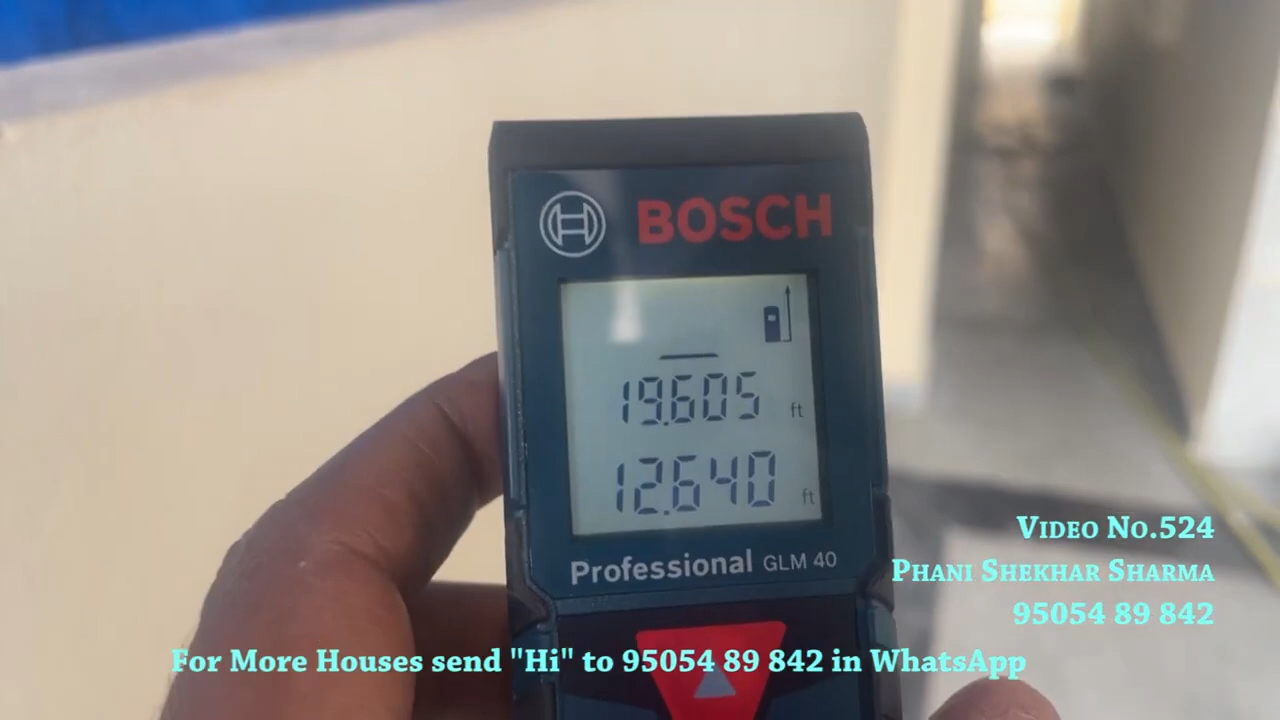 BOSCH
19.605 ft
12.640 ft
Professional GLM 40
Video No.524
Phani Shekhar Sharma
95054 89 842
For More Houses send "Hi" to 95054 89 842 in WhatsApp